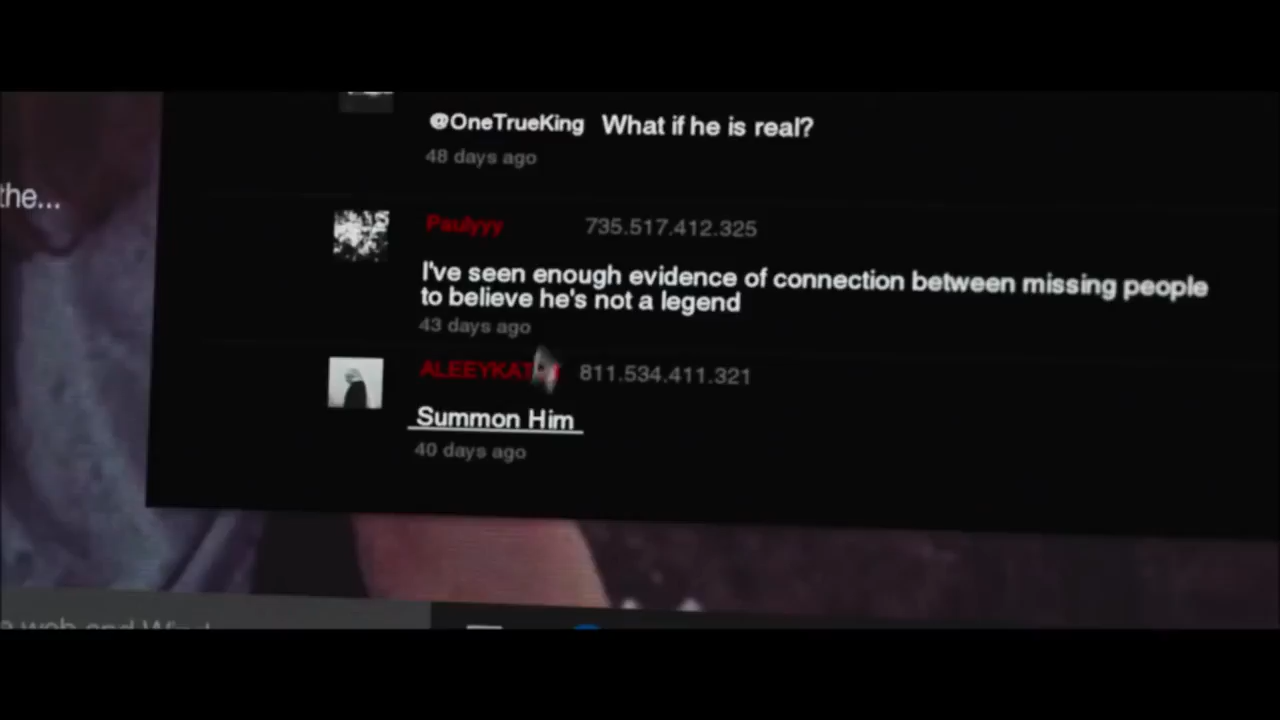 @OneTrueKing What if he is real?
48 days ago
the...
Paulyyy 735.517.412.325
I've seen enough evidence of connection between missing people
to believe he's not a legend
43 days ago
811.534.411.321
Summon Him
40 days ago